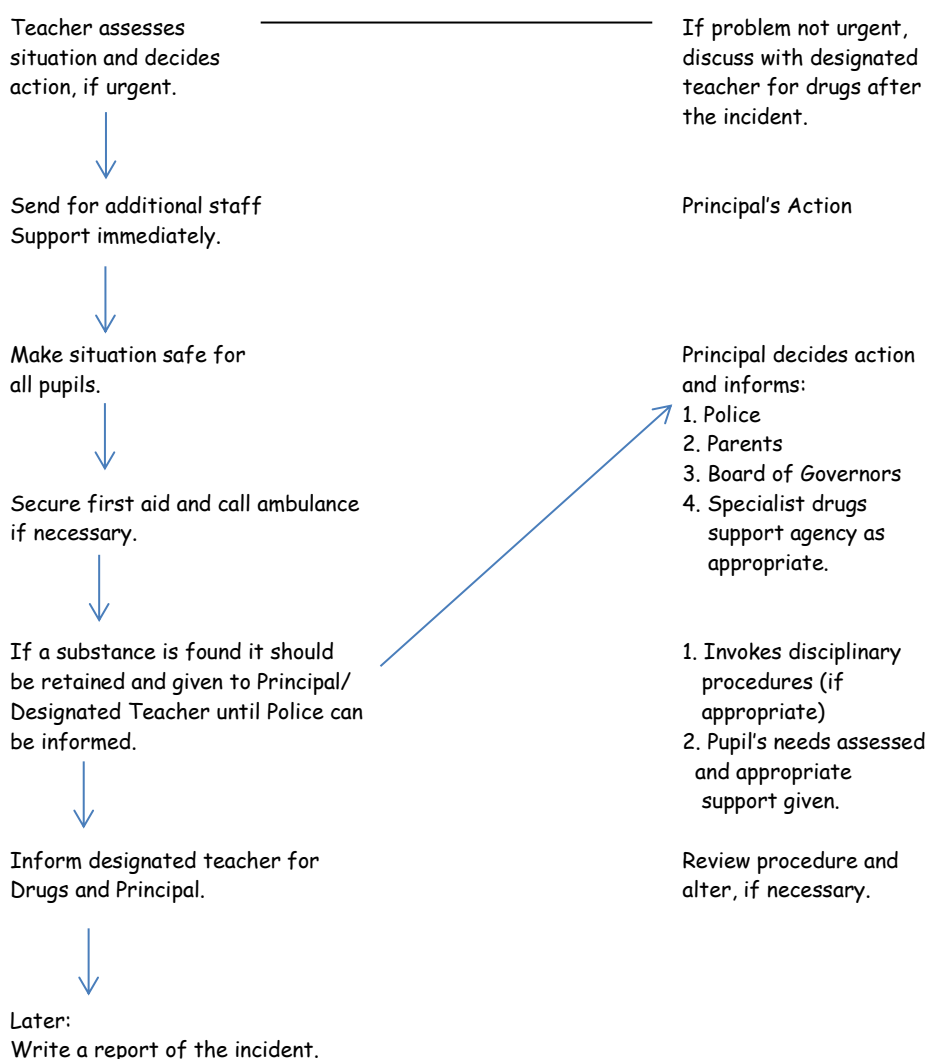 Teacher assesses
situation and decides
action, if urgent.
If problem not urgent,
discuss with designated
teacher for drugs after
the incident.
Send for additional staff
Support immediately.
Principal's Action
Make situation safe for
all pupils.
Principal decides action
and informs:
1. Police
2. Parents
3. Board of Governors
4. Specialist drugs
support agency as
appropriate.
Secure first aid and call ambulance
if necessary.
If a substance is found it should
be retained and given to Principal/
Designated Teacher until Police can
be informed.
1. Invokes disciplinary
procedures (if
appropriate)
2. Pupil's needs assessed
and appropriate
support given.
Inform designated teacher for
Drugs and Principal.
Review procedure and
alter, if necessary.
Later:
Write a report of the incident.